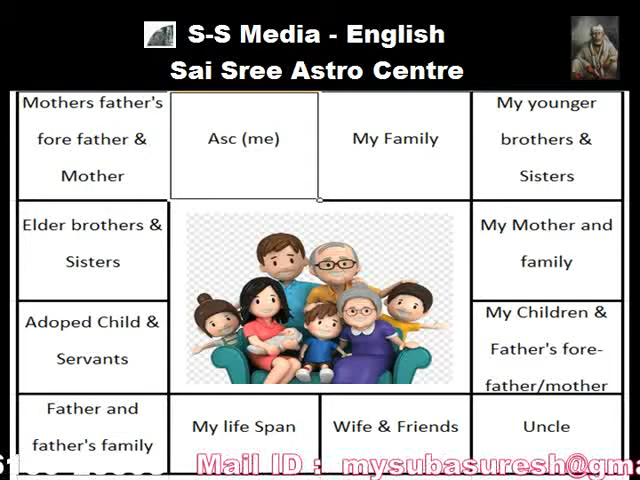 S-S Media - English
Sai Sree Astro Centre
Mothers father's
fore father &
Mother
Asc (me)
My Family
My younger
brothers &
Sisters
Elder brothers &
Sisters
My Mother and
family
Adoped Child &
Servants
My Children &
Father's fore-
father/mother
Father and
father's family
My life Span
Wife & Friends
Uncle
Mail ID : mysubasuresh@gma